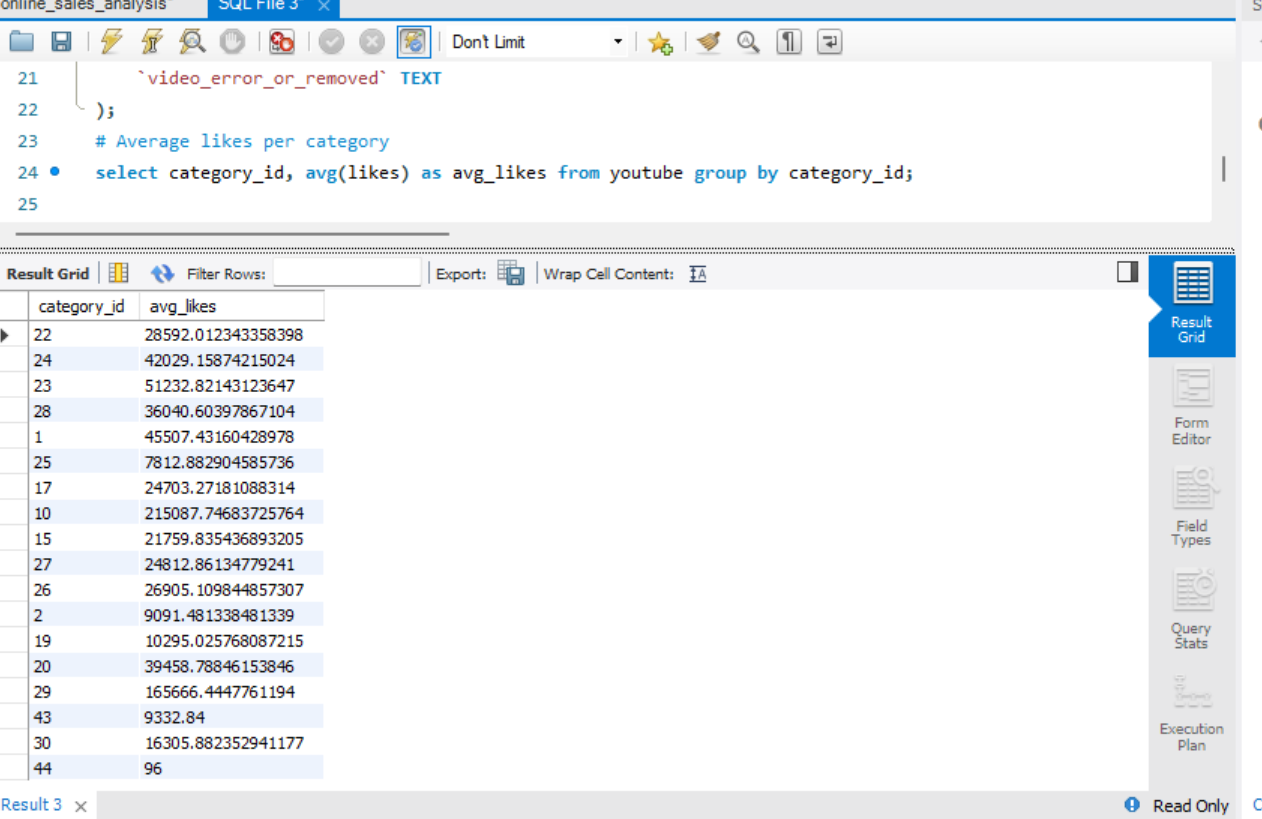 online_sales_analysis*
SQL File 3*
Don't Limit
21 `video_error_or_removed` TEXT
22 );
23 # Average likes per category
24 select category_id, avg(likes) as avg_likes from youtube group by category_id;
25
Result Grid Filter Rows: Export: Wrap Cell Content: IA
category_id avg_likes
22 28592.012343358398
24 42029.15874215024
23 51232.82143123647
28 36040.60397867104
1 45507.43160428978
25 7812.882904585736
17 24703.27181088314
10 215087.74683725764
15 21759.835436893205
27 24812.86134779241
26 26905.109844857307
2 9091.481338481339
19 10295.025768087215
20 39458.78846153846
29 165666.4447761194
43 9332.84
30 16305.882352941177
44 96
Result
Grid
Form
Editor
Field
Types
Query
Stats
Execution
Plan
Result 3
Read Only